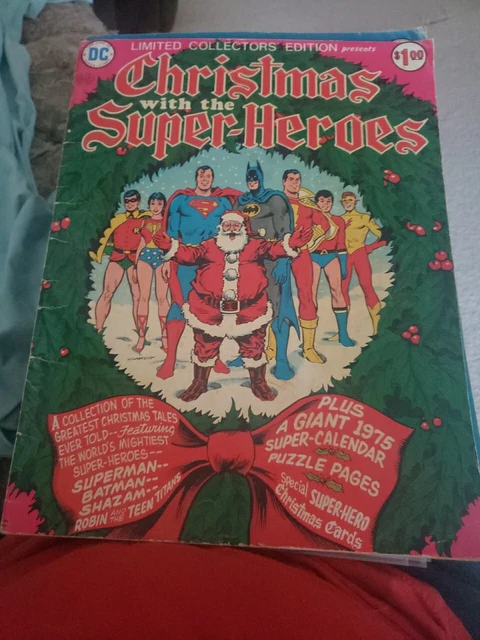 DC
LIMITED COLLECTORS' EDITION presents
$1.00
Christmas
with the
Super-Heroes
A COLLECTION OF THE
GREATEST CHRISTMAS TALES
EVER TOLD--Featuring
THE WORLD'S MIGHTIEST
SUPER-HEROES---
SUPERMAN--
BATMAN--
SHAZAM--
ROBIN AND THE TEEN TITANS
PLUS
A GIANT 1975
SUPER-CALENDAR
PUZZLE PAGES
Special SUPER-HERO
Christmas Cards